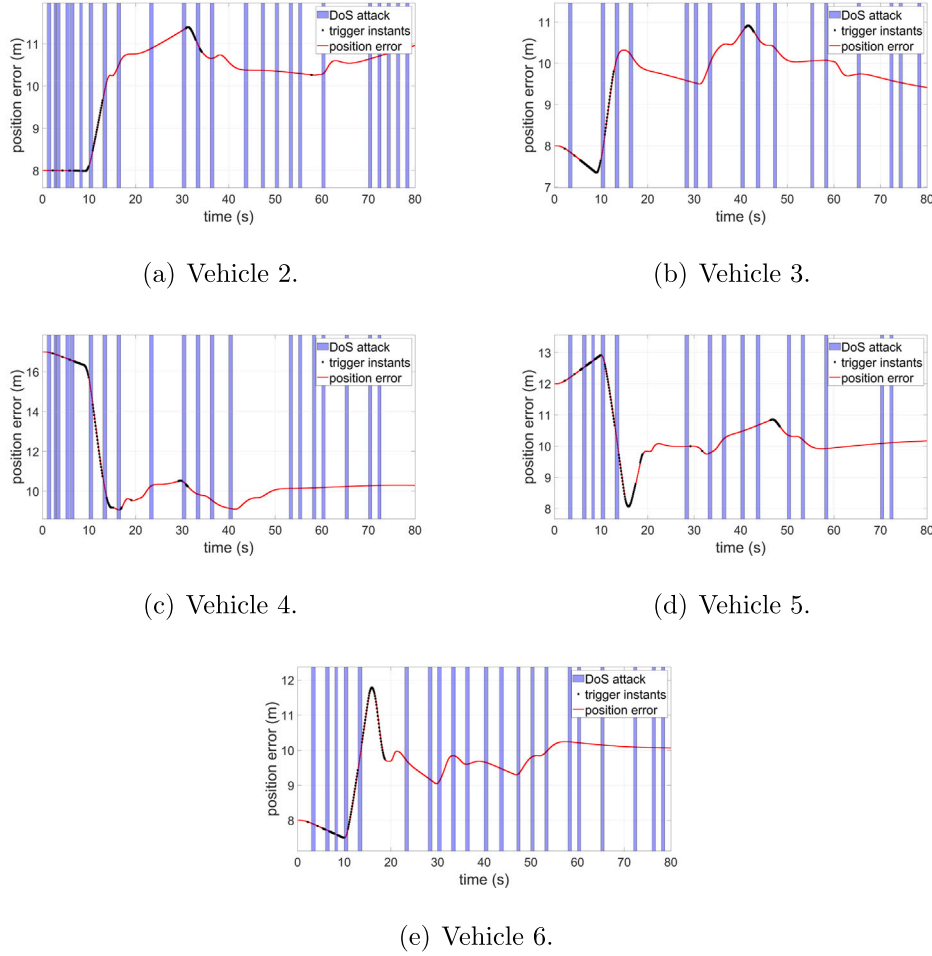 DoS attack
trigger instants
position error
position error (m)
11
10
9
8
0 10 20 30 40 50 60 70 80
time (s)
(a) Vehicle 2.
DoS attack
trigger instants
position error
position error (m)
11
10
9
8
7
0 10 20 30 40 50 60 70 80
time (s)
(b) Vehicle 3.
DoS attack
trigger instants
position error
position error (m)
16
14
12
10
0 10 20 30 40 50 60 70 80
time (s)
(c) Vehicle 4.
DoS attack
trigger instants
position error
position error (m)
13
12
11
10
9
8
0 10 20 30 40 50 60 70 80
time (s)
(d) Vehicle 5.
DoS attack
trigger instants
position error
position error (m)
12
11
10
9
8
0 10 20 30 40 50 60 70 80
time (s)
(e) Vehicle 6.